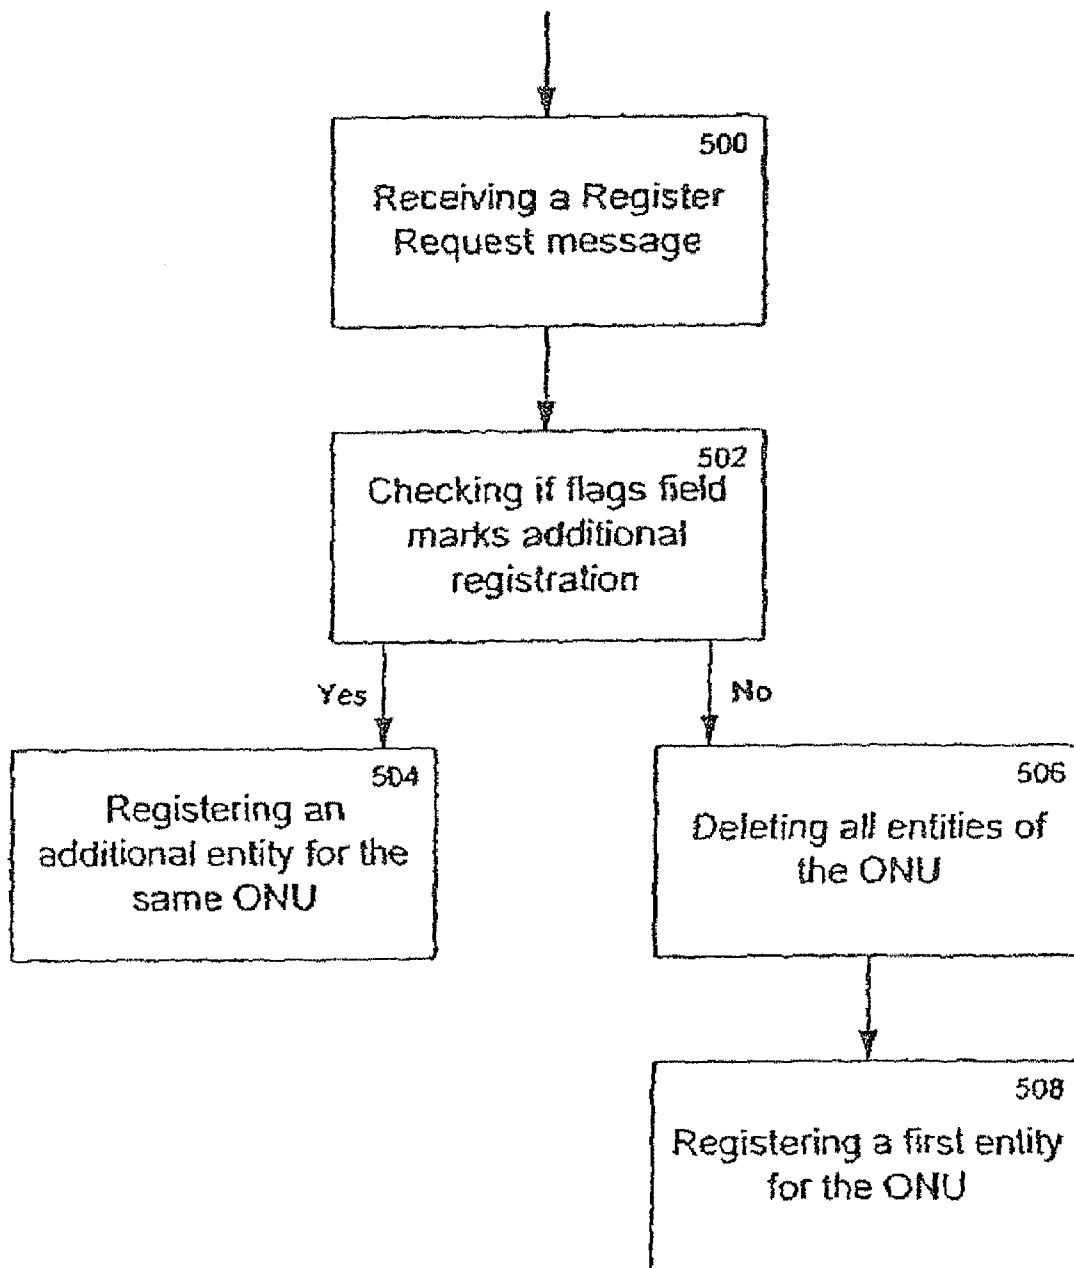 500
Receiving a Register
Request message
502
Checking if flags field
marks additional
registration
Yes
No
504
Registering an
additional entity for the
same ONU
506
Deleting all entities of
the ONU
508
Registering a first entity
for the ONU